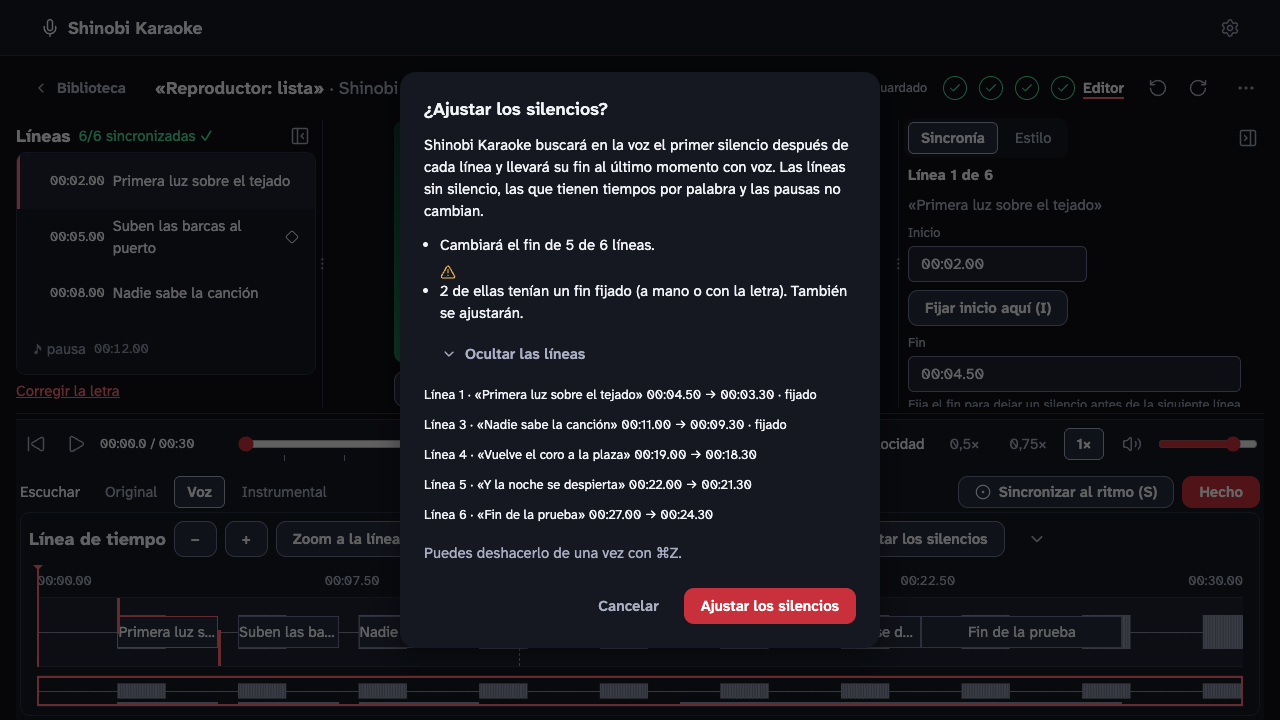 Shinobi Karaoke
Biblioteca
«Reproductor: lista» · Shinobi
uardado
Editor
Líneas 6/6 sincronizadas
00:02.00 Primera luz sobre el tejado
00:05.00 Suben las barcas al
puerto
00:08.00 Nadie sabe la canción
♪ pausa 00:12.00
Corregir la letra
¿Ajustar los silencios?
Shinobi Karaoke buscará en la voz el primer silencio después de
cada línea y llevará su fin al último momento con voz. Las líneas
sin silencio, las que tienen tiempos por palabra y las pausas no
cambian.
• Cambiará el fin de 5 de 6 líneas.
• 2 de ellas tenían un fin fijado (a mano o con la letra). También
se ajustarán.
Ocultar las líneas
Línea 1 · «Primera luz sobre el tejado» 00:04.50 → 00:03.30 · fijado
Línea 3 · «Nadie sabe la canción» 00:11.00 → 00:09.30 · fijado
Línea 4 · «Vuelve el coro a la plaza» 00:19.00 → 00:18.30
Línea 5 · «Y la noche se despierta» 00:22.00 → 00:21.30
Línea 6 · «Fin de la prueba» 00:27.00 → 00:24.30
Puedes deshacerlo de una vez con ⌘Z.
Cancelar
Ajustar los silencios
Sincronía
Estilo
Línea 1 de 6
«Primera luz sobre el tejado»
Inicio
00:02.00
Fijar inicio aquí (I)
Fin
00:04.50
Fija el fin para dejar un silencio antes de la siguiente línea
00:00.0 / 00:30
ocidad
0,5×
0,75×
1×
Escuchar
Original
Voz
Instrumental
Sincronizar al ritmo (S)
Hecho
Línea de tiempo
−
+
Zoom a la línea
tar los silencios
00:00.00
00:07.50
00:22.50
00:30.00
Primera luz s...
Suben las ba...
Nadie
se d...
Fin de la prueba